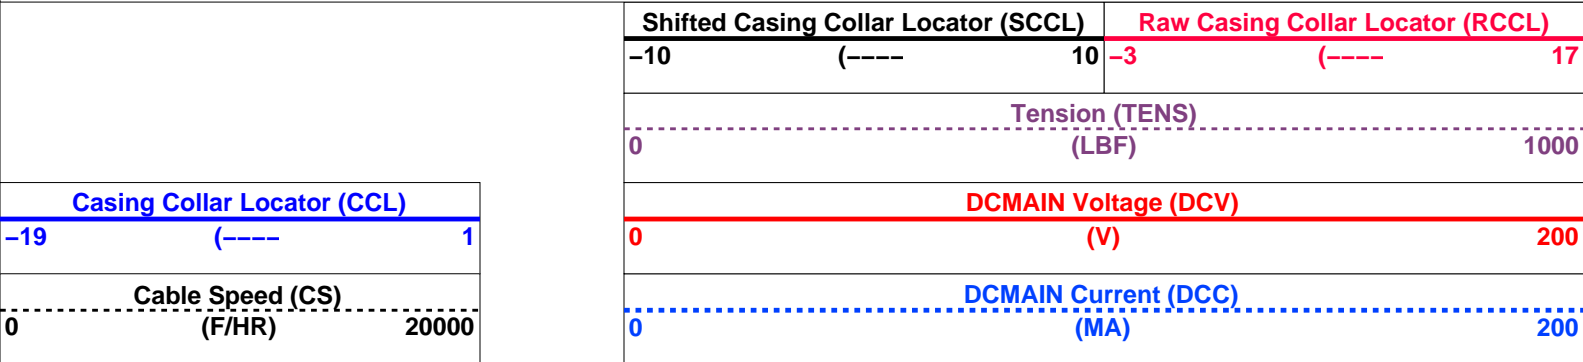 Shifted Casing Collar Locator (SCCL) Raw Casing Collar Locator (RCCL)
−10 (−−−− 10 −3 (−−−− 17
Tension (TENS)
0 (LBF) 1000
Casing Collar Locator (CCL) DCMAIN Voltage (DCV)
−19 (−−−− 1 0 (V) 200
Cable Speed (CS) DCMAIN Current (DCC)
0 (F/HR) 20000 0 (MA) 200